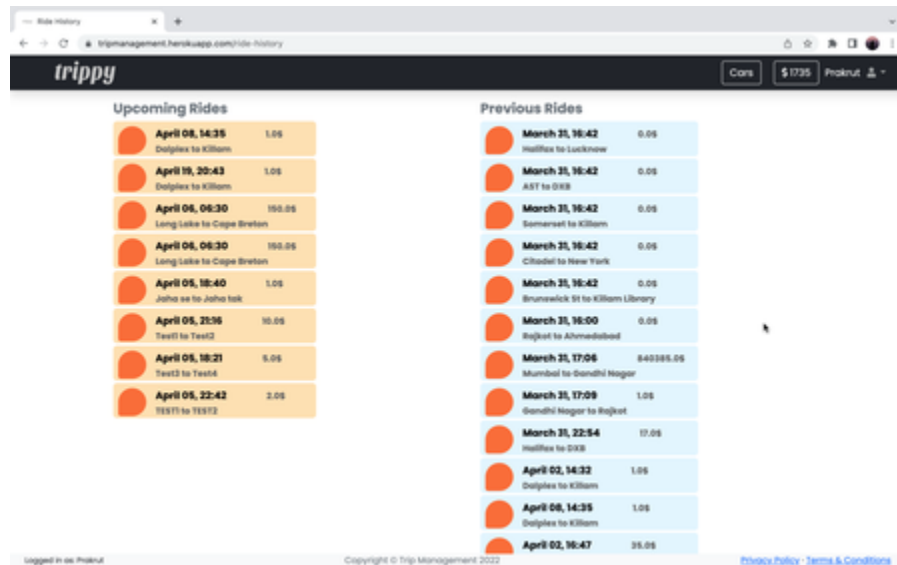 Ride History
tripmanagement.herokuapp.com/ride-history
trippy
Cars
$ 1735
Prakrut
Upcoming Rides
April 08, 14:35 1.0$
Dalplex to Killam
April 19, 20:43 1.0$
Dalplex to Killam
April 06, 06:30 150.0$
Long Lake to Cape Breton
April 06, 06:30 150.0$
Long Lake to Cape Breton
April 05, 18:40 1.0$
Jaha se to Jaha tak
April 05, 21:16 10.0$
Test1 to Test2
April 05, 18:21 5.0$
Test3 to Test4
April 05, 22:42 2.0$
TEST1 to TEST2
Previous Rides
March 31, 16:42 0.0$
Halifax to Lucknow
March 31, 16:42 0.0$
AST to DXB
March 31, 16:42 0.0$
Somerset to Killam
March 31, 16:42 0.0$
Citadel to New York
March 31, 16:42 0.0$
Brunswick St to Killam Library
March 31, 16:00 0.0$
Rajkot to Ahmedabad
March 31, 17:06 840385.0$
Mumbai to Gandhi Nagar
March 31, 17:09 1.0$
Gandhi Nagar to Rajkot
March 31, 22:54 17.0$
Halifax to DXB
April 02, 14:32 1.0$
Dalplex to Killam
April 08, 14:35 1.0$
Dalplex to Killam
April 02, 16:47 35.0$
Logged in as: Prakrut
Copyright © Trip Management 2022
Privacy Policy · Terms & Conditions